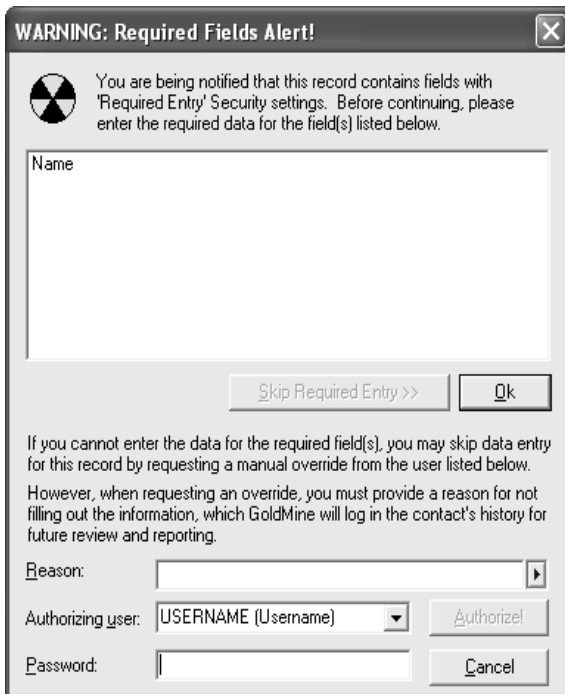 WARNING: Required Fields Alert!
You are being notified that this record contains fields with
'Required Entry' Security settings. Before continuing, please
enter the required data for the field(s) listed below.
Name
Skip Required Entry >>
Ok
If you cannot enter the data for the required field(s), you may skip data entry
for this record by requesting a manual override from the user listed below.
However, when requesting an override, you must provide a reason for not
filling out the information, which GoldMine will log in the contact's history for
future review and reporting.
Reason:
Authorizing user: USERNAME (Username) Authorize!
Password: Cancel